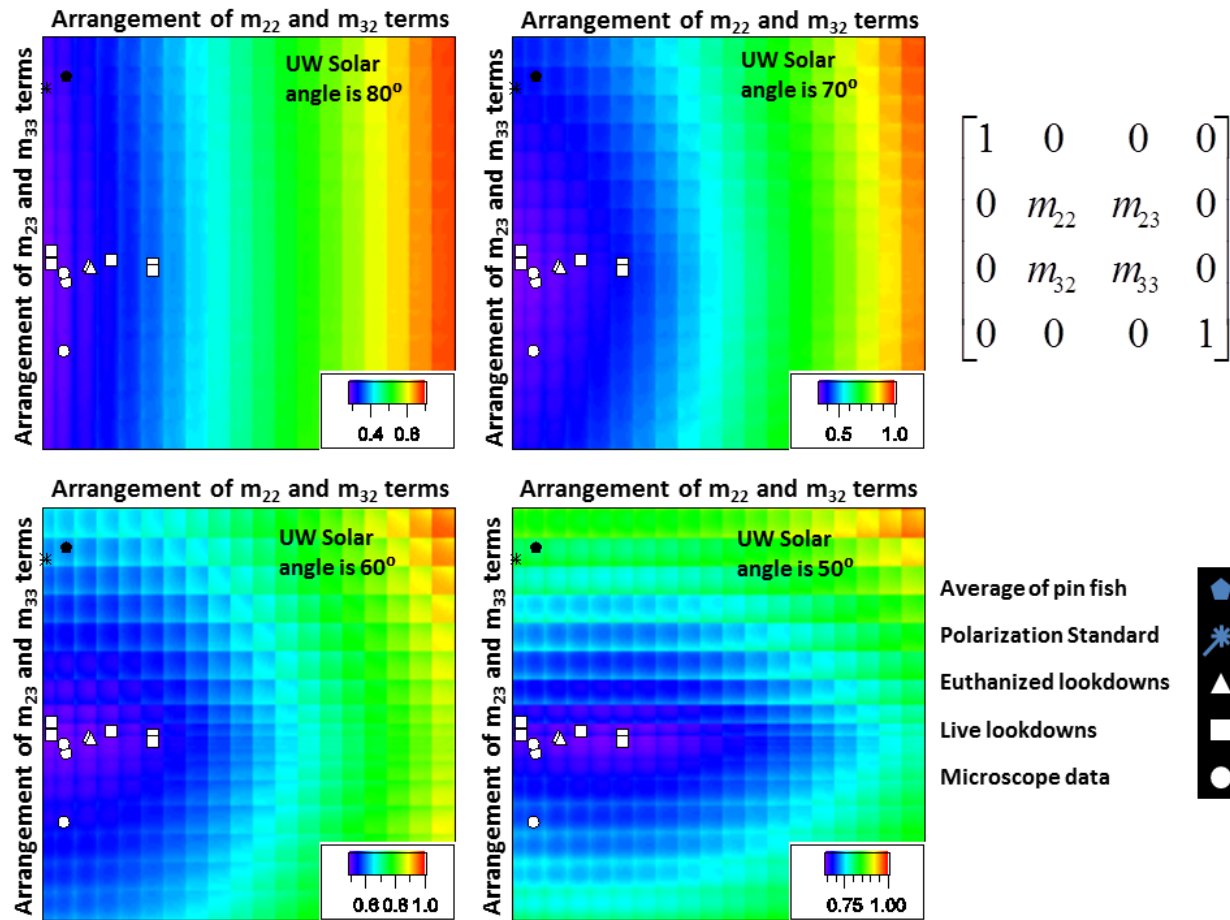 Arrangement of m₂₂ and m₃₂ terms
Arrangement of m₂₃ and m₃₃ terms
UW Solar
angle is 80⁰
0.4 0.8
Arrangement of m₂₂ and m₃₂ terms
Arrangement of m₂₃ and m₃₃ terms
UW Solar
angle is 70⁰
0.5 1.0
1 0 0 0
0 m₂₂ m₂₃ 0
0 m₃₂ m₃₃ 0
0 0 0 1
Arrangement of m₂₂ and m₃₂ terms
Arrangement of m₂₃ and m₃₃ terms
UW Solar
angle is 60⁰
0.6 0.8 1.0
Arrangement of m₂₂ and m₃₂ terms
Arrangement of m₂₃ and m₃₃ terms
UW Solar
angle is 50⁰
0.75 1.00
Average of pin fish
Polarization Standard
Euthanized lookdowns
Live lookdowns
Microscope data